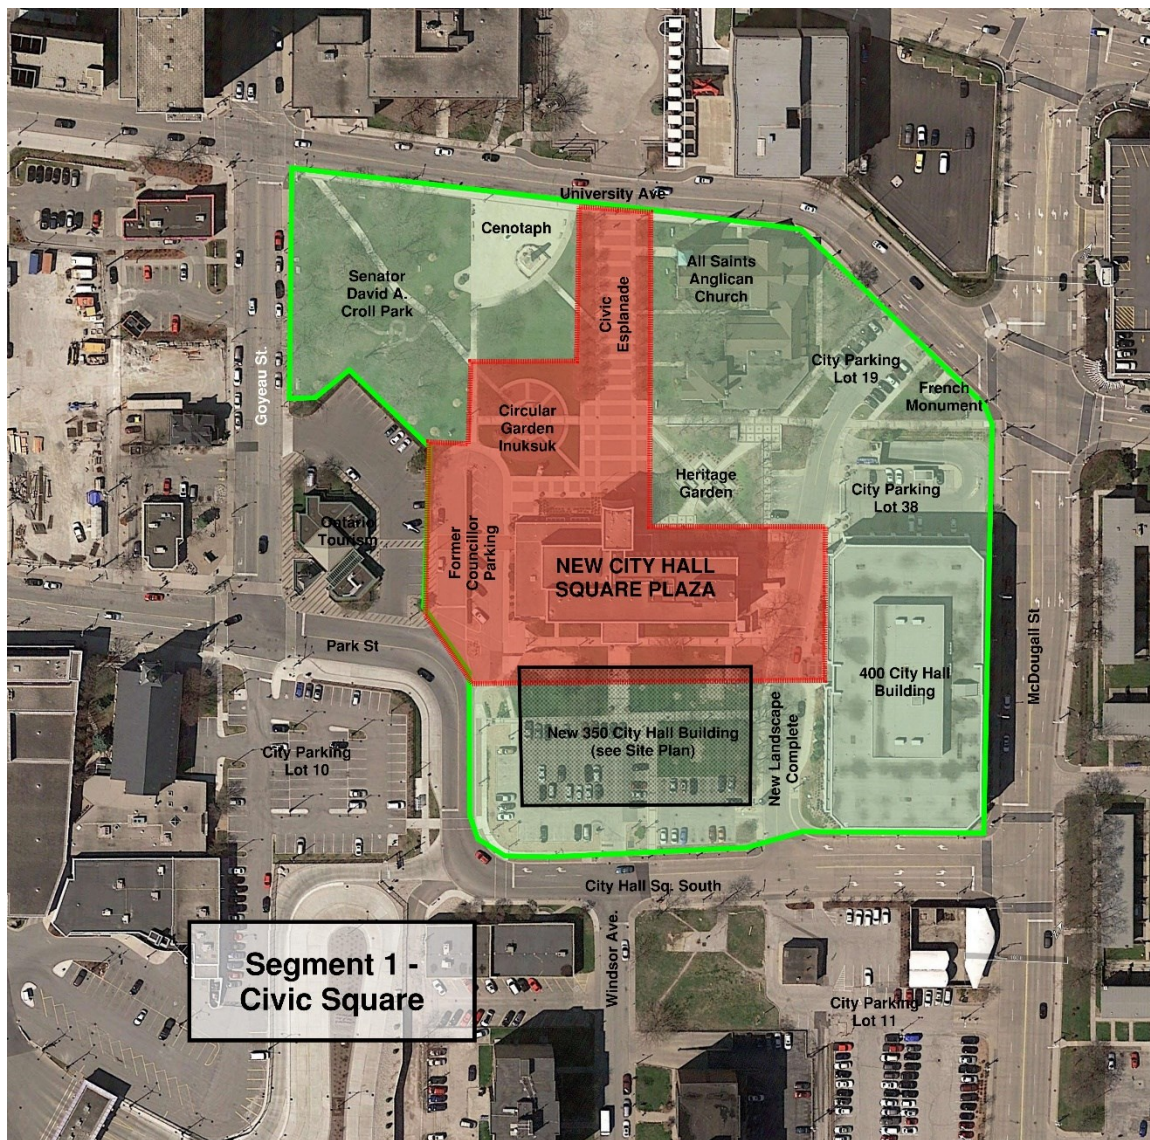 University Ave
Cenotaph
Senator
David A.
Croll Park
All Saints
Anglican
Church
Civic
Esplanade
Goyeau St.
City Parking
Lot 19
French
Monument
Circular
Garden
Inuksuk
Heritage
Garden
City Parking
Lot 38
Ontario
Tourism
Former
Councillor
Parking
NEW CITY HALL
SQUARE PLAZA
Park St
McDougall St
400 City Hall
Building
New 350 City Hall Building
(see Site Plan)
New Landscape
Complete
City Parking
Lot 10
City Hall Sq. South
Windsor Ave.
Segment 1 -
Civic Square
City Parking
Lot 11